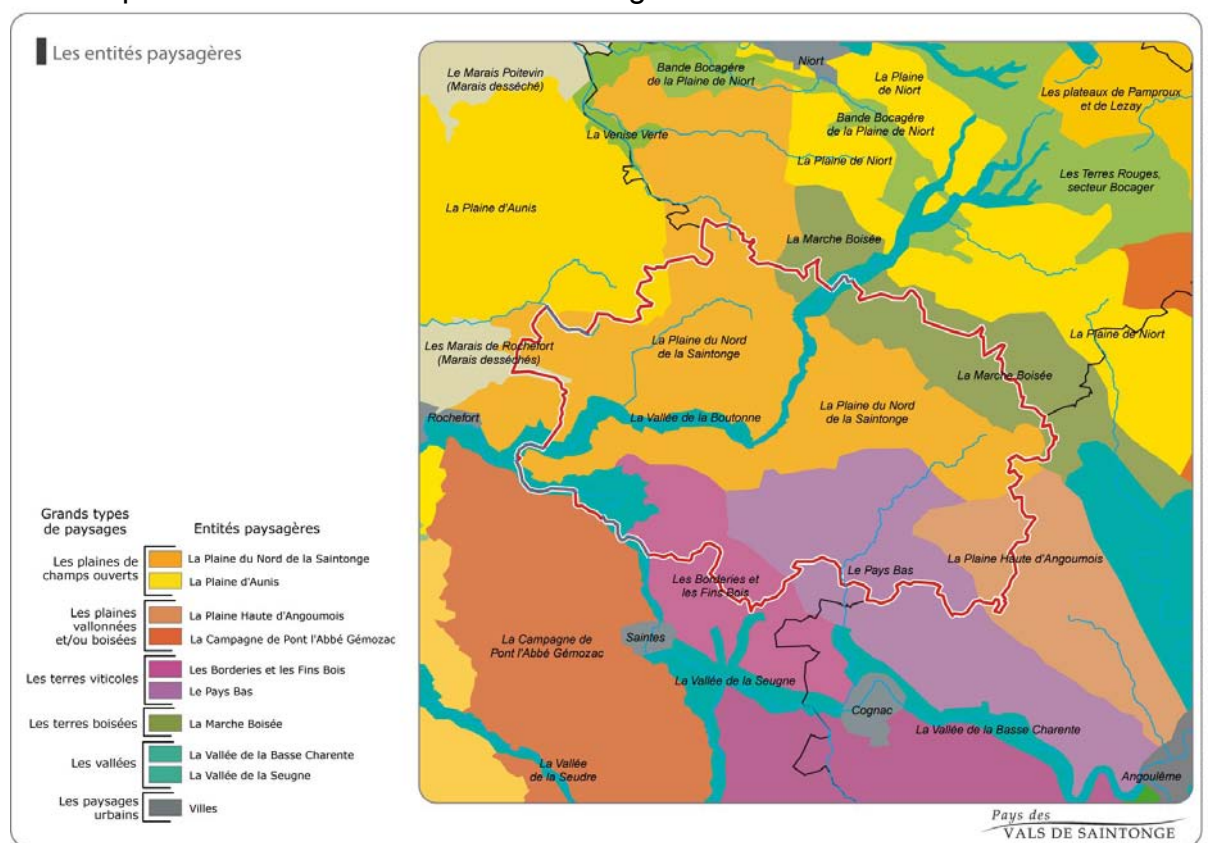 Les entités paysagères
Le Marais Poitevin
(Marais desséché)
Bande Bocagère
de la Plaine de Niort
Niort
La Plaine
de Niort
Les plateaux de Pamproux
et de Lezay
La Venise Verte
Bande Bocagère
de la Plaine de Niort
La Plaine de Niort
Les Terres Rouges,
secteur Bocager
La Plaine d'Aunis
La Marche Boisée
La Plaine de Niort
Les Marais de Rochefort
(Marais desséchés)
La Plaine du Nord
de la Saintonge
La Marche Boisée
Rochefort
La Vallée de la Boutonne
La Plaine du Nord
de la Saintonge
La Plaine Haute d'Angoumois
Le Pays Bas
Les Borderies et
les Fins Bois
La Campagne de
Pont l'Abbé Gémozac
Saintes
La Vallée de la Seugne
Cognac
La Vallée de la Basse Charente
La Vallée
de la Seudre
Angoulême
Grands types
de paysages
Entités paysagères
Les plaines de
champs ouverts
La Plaine du Nord de la Saintonge
La Plaine d'Aunis
Les plaines
vallonnées
et/ou boisées
La Plaine Haute d'Angoumois
La Campagne de Pont l'Abbé Gémozac
Les terres viticoles
Les Borderies et les Fins Bois
Le Pays Bas
Les terres boisées
La Marche Boisée
Les vallées
La Vallée de la Basse Charente
La Vallée de la Seugne
Les paysages
urbains
Villes
Pays des
VALS DE SAINTONGE